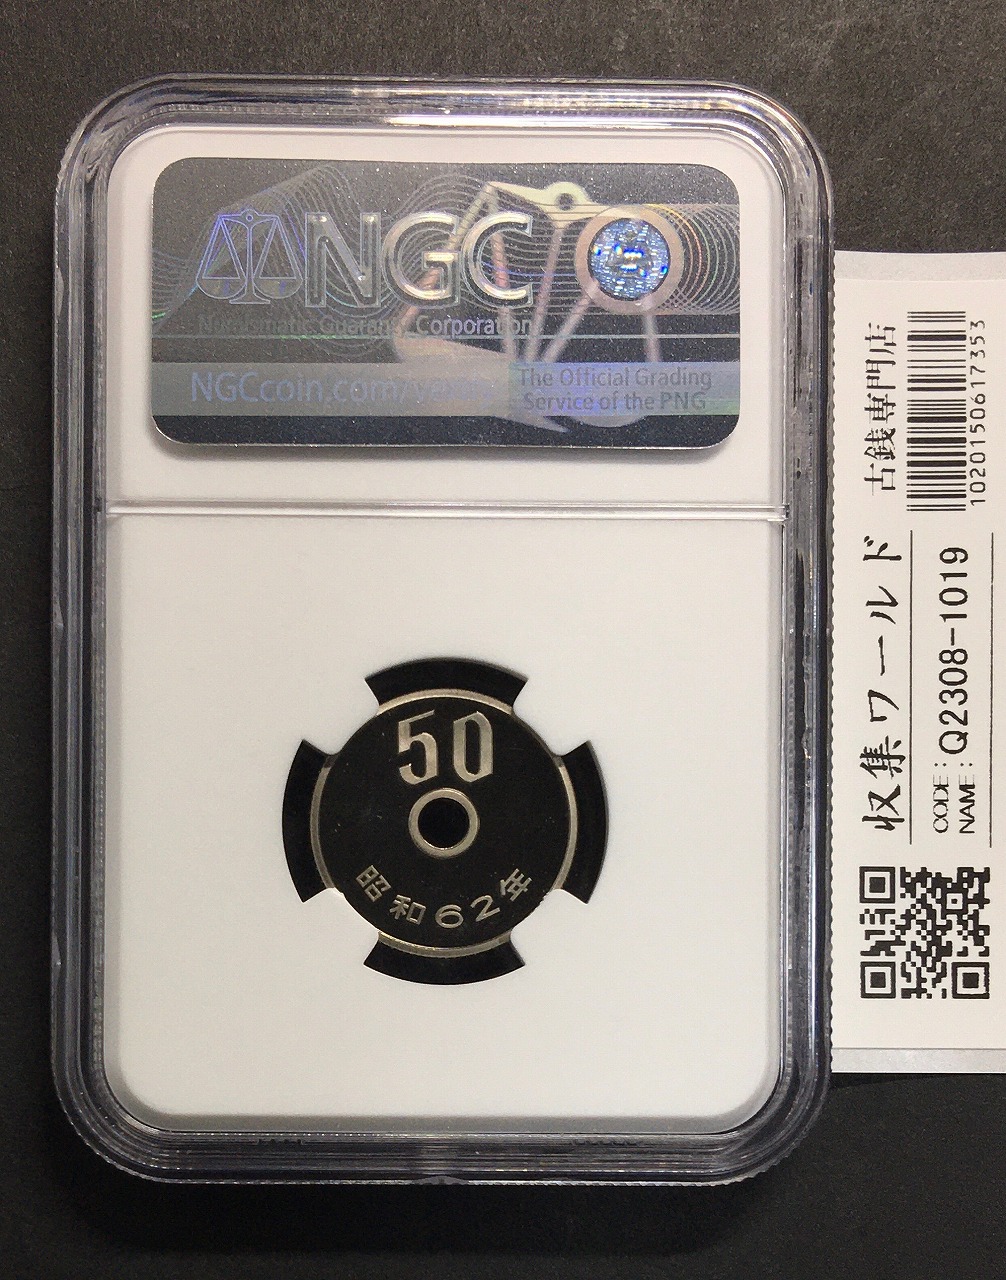 NGC
Numismatic Guaranty Corporation
NGCcoin.com/verify
The Official Grading
Service of the PNG
50
昭和62年
収集ワールド 古銭専門店
CODE: Q2308-1019
NAME:
1020150617353